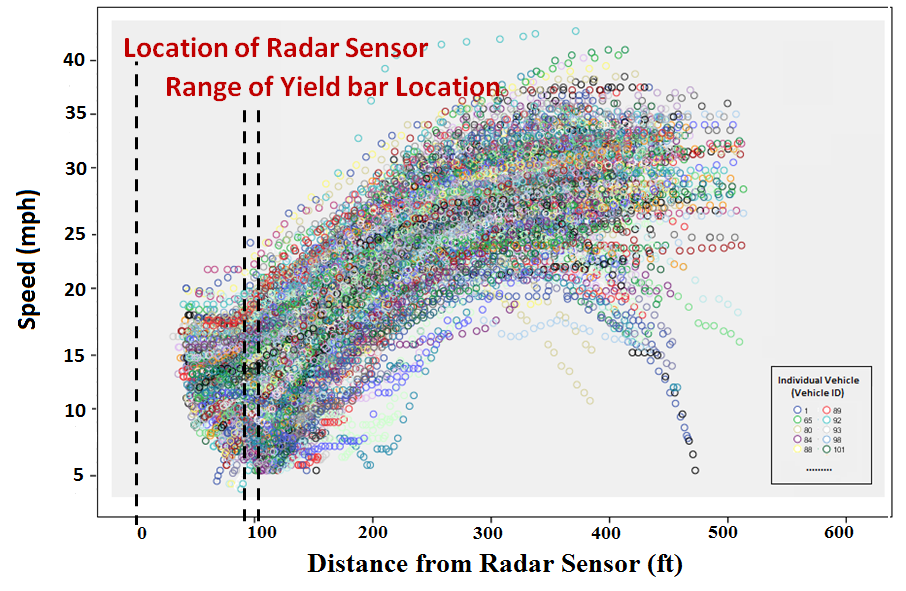 Location of Radar Sensor
Range of Yield bar Location
Speed (mph)
40
35
30
25
20
15
10
5
Individual Vehicle
(Vehicle ID)
1 89
65 92
80 93
84 98
88 101
.........
0 100 200 300 400 500 600
Distance from Radar Sensor (ft)